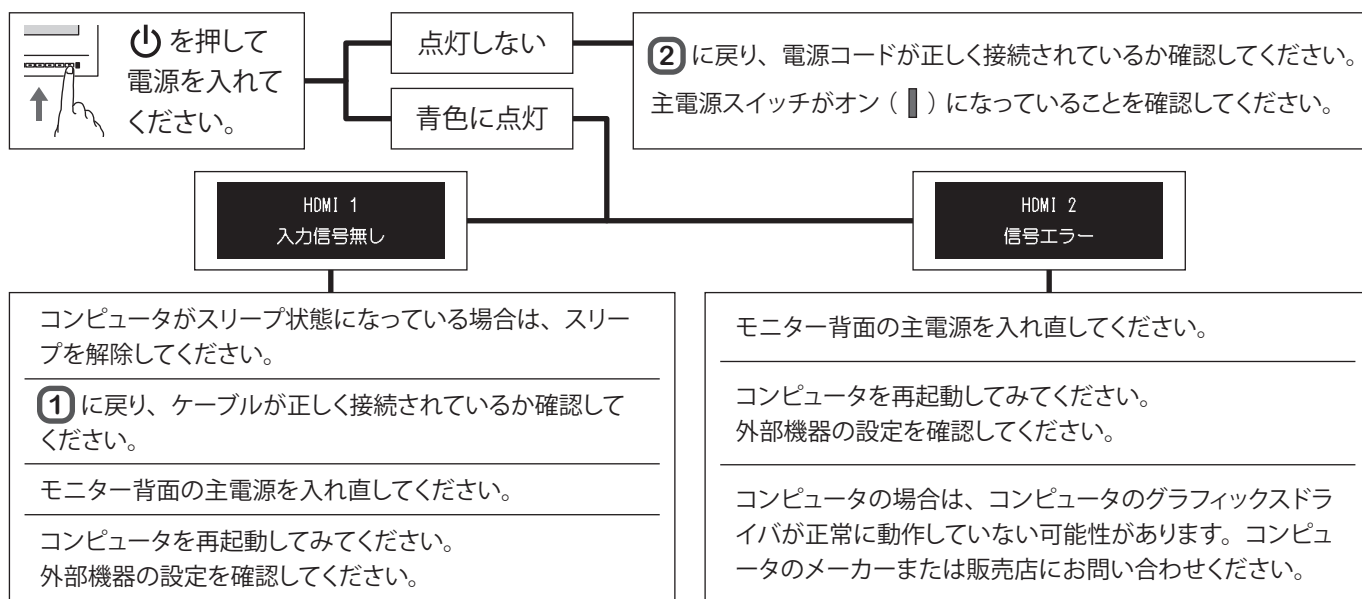 ⏻を押して
電源を入れて
ください。
点灯しない
②に戻り、電源コードが正しく接続されているか確認してください。
主電源スイッチがオン（▮）になっていることを確認してください。
青色に点灯
HDMI 1
入力信号無し
HDMI 2
信号エラー
コンピュータがスリープ状態になっている場合は、スリー
プを解除してください。
①に戻り、ケーブルが正しく接続されているか確認して
ください。
モニター背面の主電源を入れ直してください。
コンピュータを再起動してみてください。
外部機器の設定を確認してください。
モニター背面の主電源を入れ直してください。
コンピュータを再起動してみてください。
外部機器の設定を確認してください。
コンピュータの場合は、コンピュータのグラフィックスドラ
イバが正常に動作していない可能性があります。コンピュ
ータのメーカーまたは販売店にお問い合わせください。